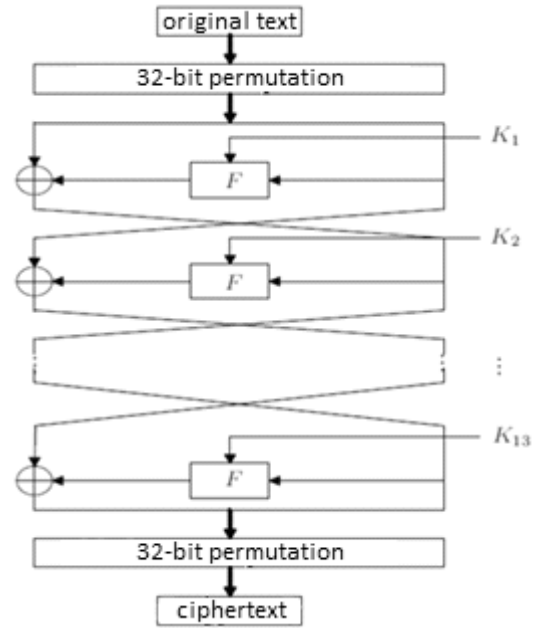 original text
32-bit permutation
K1
F
K2
F
⋮
K13
F
32-bit permutation
ciphertext